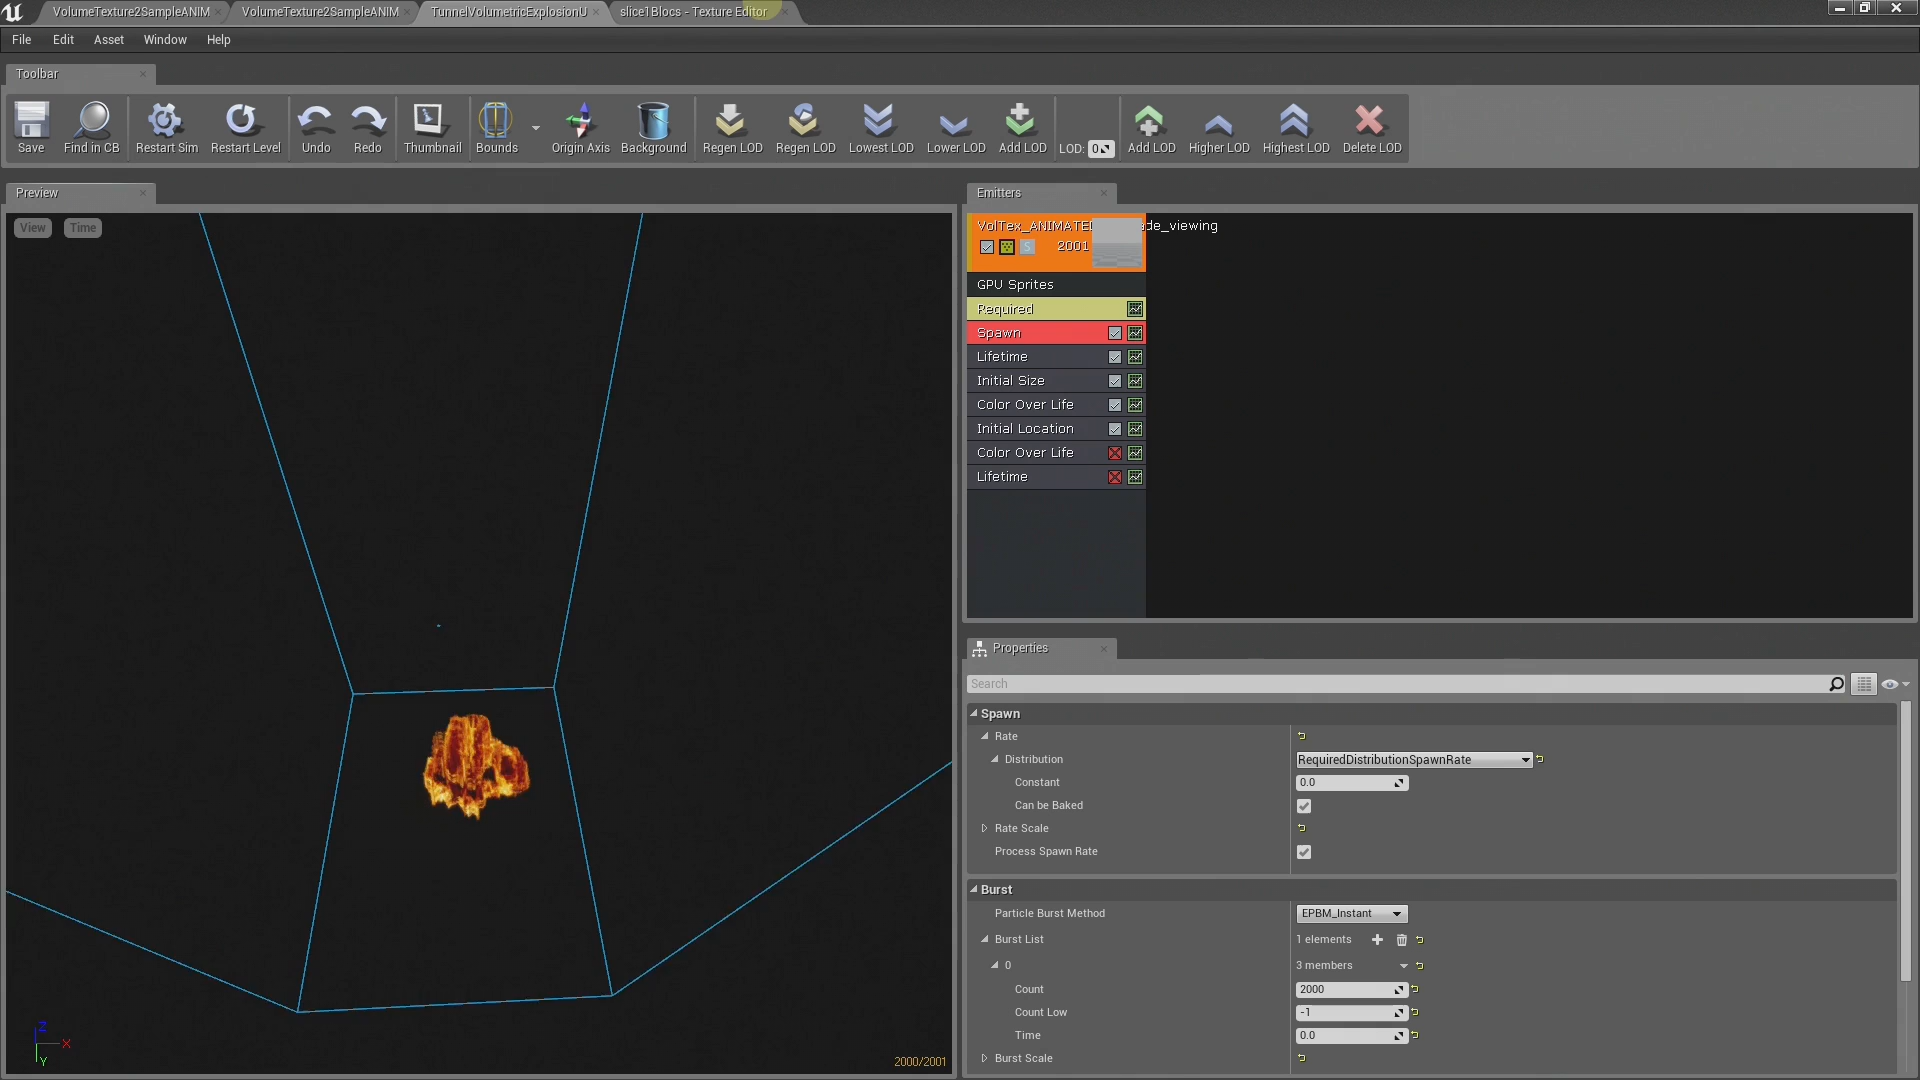 VolumeTexture2SampleANIM
VolumeTexture2SampleANIM
TunnelVolumetricExplosionU
slice1Blocs - Texture Editor
File Edit Asset Window Help
Toolbar
Save
Find in CB
Restart Sim
Restart Level
Undo
Redo
Thumbnail
Bounds
Origin Axis
Background
Regen LOD
Regen LOD
Lowest LOD
Lower LOD
Add LOD
LOD: 0
Add LOD
Higher LOD
Highest LOD
Delete LOD
Preview
View
Time
Z
X
Y
2000/2001
Emitters
VolTex_ANIMATE de_viewing
S 2001
GPU Sprites
Required
Spawn
Lifetime
Initial Size
Color Over Life
Initial Location
Color Over Life
Lifetime
Properties
Search
Spawn
Rate
Distribution RequiredDistributionSpawnRate
Constant 0.0
Can be Baked
Rate Scale
Process Spawn Rate
Burst
Particle Burst Method EPBM_Instant
Burst List 1 elements
0 3 members
Count 2000
Count Low -1
Time 0.0
Burst Scale